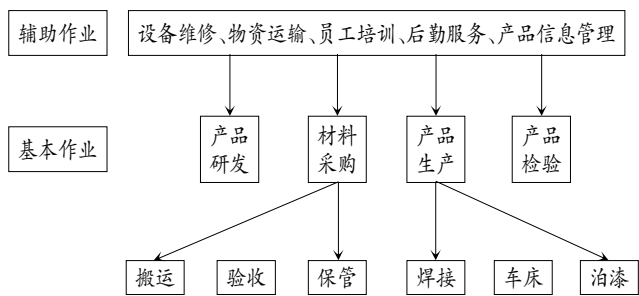 辅助作业
设备维修、物资运输、员工培训、后勤服务、产品信息管理
基本作业
产品
研发
材料
采购
产品
生产
产品
检验
搬运
验收
保管
焊接
车床
泊漆